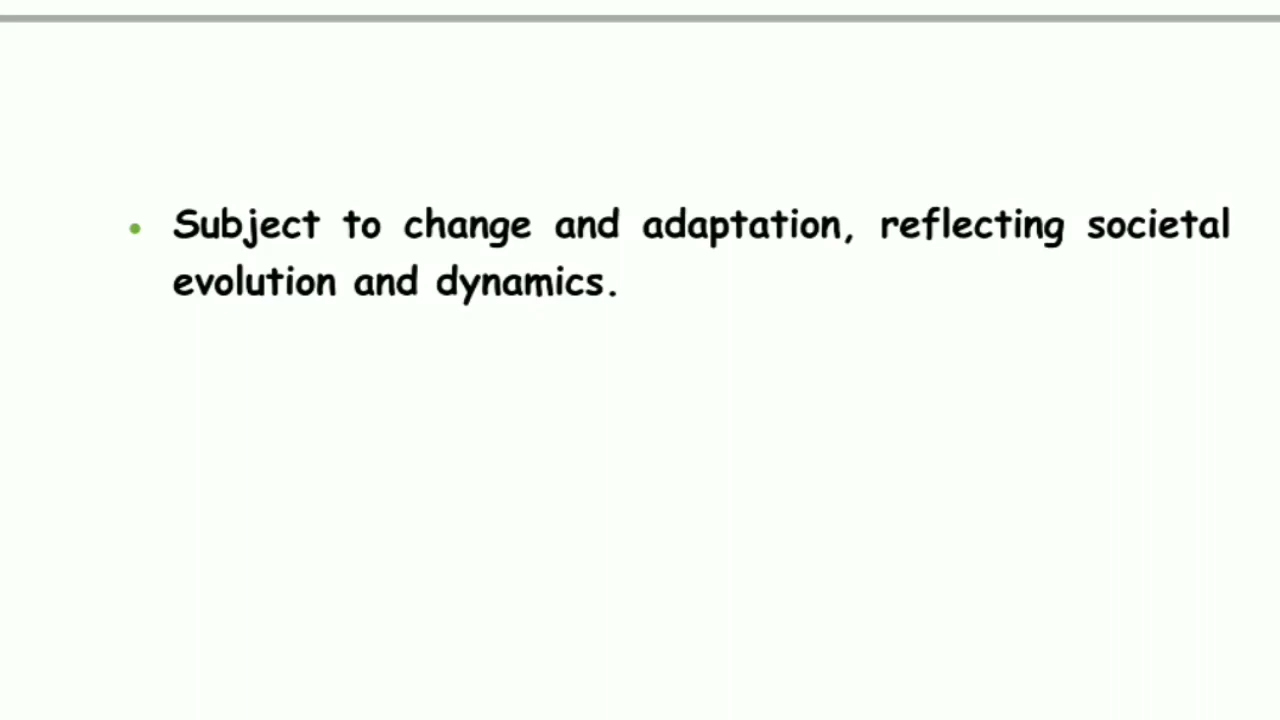 • Subject to change and adaptation, reflecting societal
evolution and dynamics.